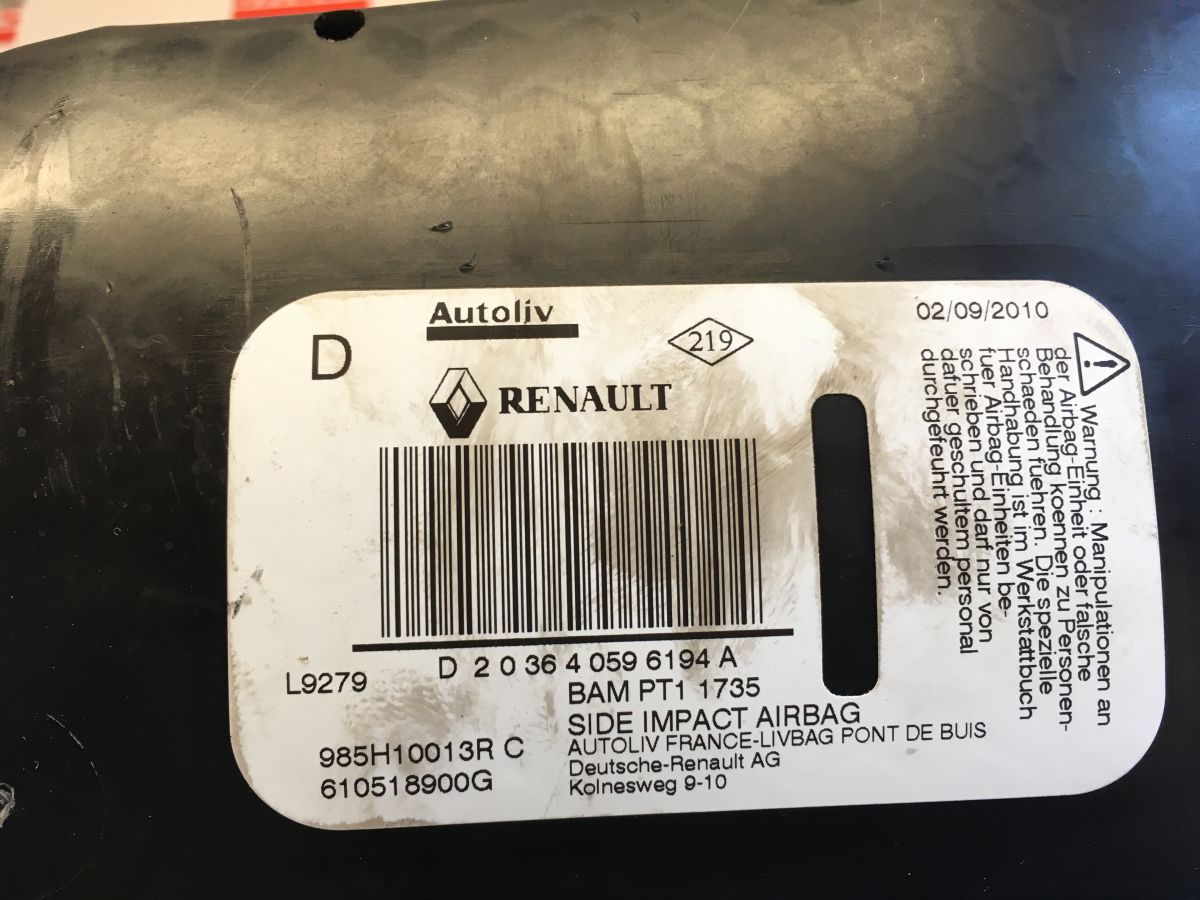 Autoliv
D
219
02/09/2010
RENAULT
D 2 0 36 4 059 6194 A
L9279
BAM PT1 1735
SIDE IMPACT AIRBAG
985H10013R C
AUTOLIV FRANCE-LIVBAG PONT DE BUIS
Deutsche-Renault AG
610518900G
Kolnesweg 9-10
Warnung : Manipulationen an
der Airbag-Einheit oder falsche
Behandlung koennen zu Personen-
schaeden fuehren. Die spezielle
Handhabung ist im Werkstattbuch
fuer Airbag-Einheiten be-
schrieben und darf nur von
dafuer geschultem personal
durchgefeuhrt werden.